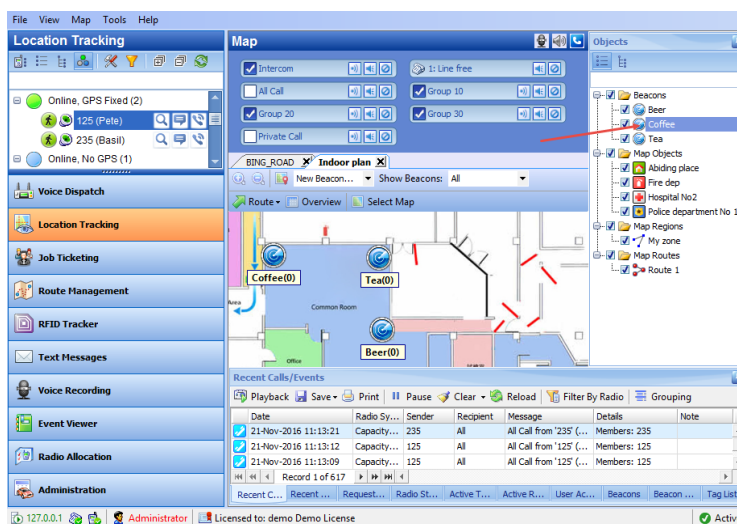 File View Map Tools Help
Location Tracking
Online, GPS Fixed (2)
125 (Pete)
235 (Basil)
Online, No GPS (1)
Voice Dispatch
Location Tracking
Job Ticketing
Route Management
RFID Tracker
Text Messages
Voice Recording
Event Viewer
Radio Allocation
Administration
Map
Intercom
1: Line free
All Call
Group 10
Group 20
Group 30
Private Call
BING_ROAD X Indoor plan X
New Beacon... Show Beacons: All
Route Overview Select Map
Coffee(0)
Tea(0)
Area
Common Room
Beer(0)
Office
Objects
Beacons
Beer
Coffee
Tea
Map Objects
Abiding place
Fire dep
Hospital No2
Police department No 1
Map Regions
My zone
Map Routes
Route 1
Recent Calls/Events
Playback Save Print Pause Clear Reload Filter By Radio Grouping
Date Radio Sy... Sender Recipient Message Details Note
21-Nov-2016 11:13:21 Capacity... 235 All All Call from '235' (... Members: 235
21-Nov-2016 11:13:12 Capacity... 125 All All Call from '125' (... Members: 125
21-Nov-2016 11:13:09 Capacity... 125 All All Call from '125' (... Members: 125
Record 1 of 617
Recent C... Recent ... Request... Radio St... Active T... Active R... User Ac... Beacons Beacon ... Tag List
127.0.0.1 Administrator Licensed to: demo Demo License Activ